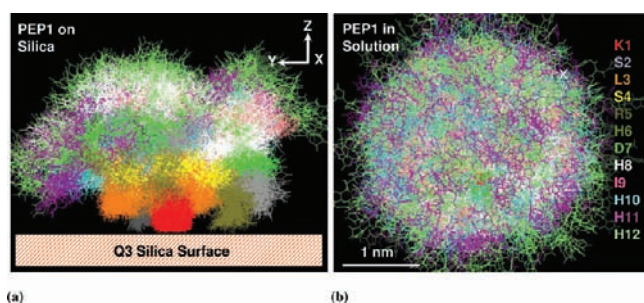 PEP1 on
Silica
Z
Y
X
Q3 Silica Surface
(a)
PEP1 in
Solution
X
K1
S2
L3
S4
R5
H6
D7
H8
I9
H10
H11
H12
1 nm
(b)